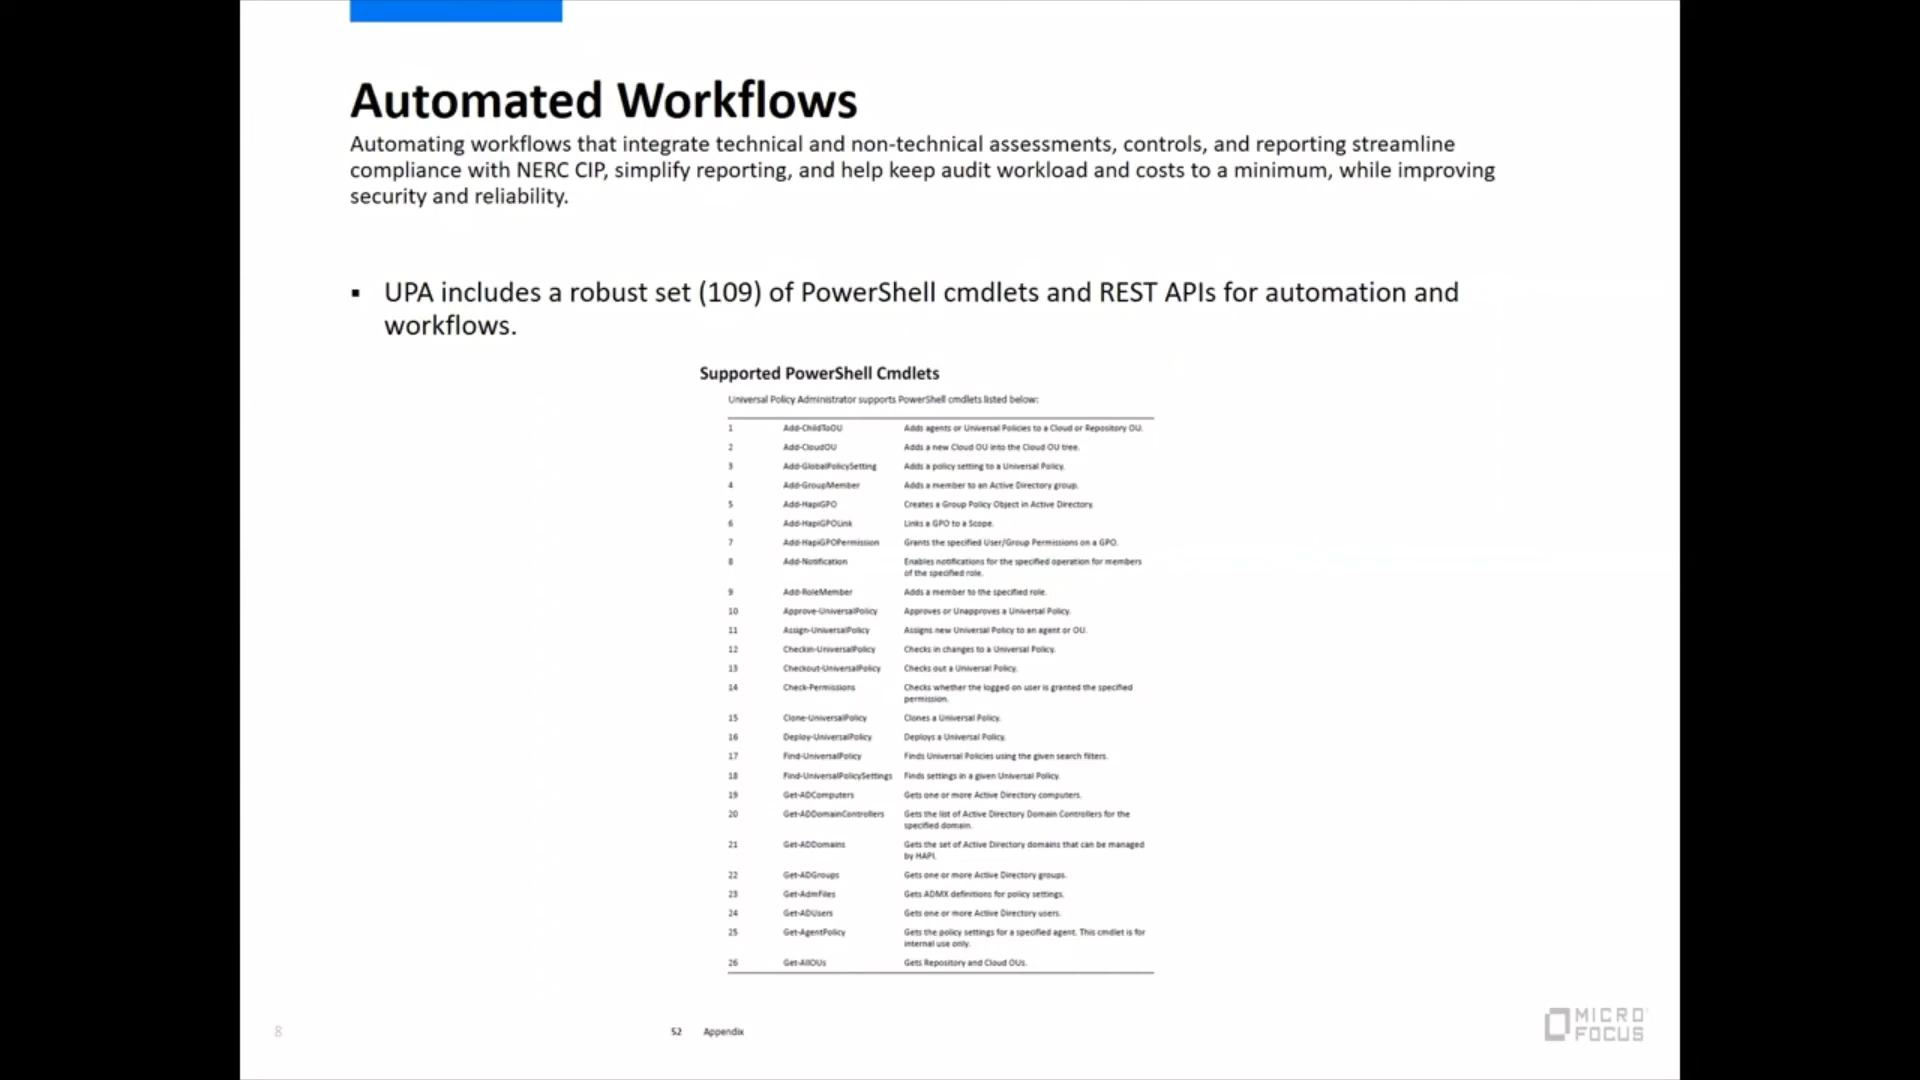 Automated Workflows
Automating workflows that integrate technical and non-technical assessments, controls, and reporting streamline
compliance with NERC CIP, simplify reporting, and help keep audit workload and costs to a minimum, while improving
security and reliability.
▪ UPA includes a robust set (109) of PowerShell cmdlets and REST APIs for automation and
workflows.
Supported PowerShell Cmdlets
Universal Policy Administrator supports PowerShell cmdlets listed below:
1 Add-ChildToOU Adds agents or Universal Policies to a Cloud or Repository OU.
2 Add-CloudOU Adds a new Cloud OU into the Cloud OU tree.
3 Add-GlobalPolicySetting Adds a policy setting to a Universal Policy.
4 Add-GroupMember Adds a member to an Active Directory group.
5 Add-HapiGPO Creates a Group Policy Object in Active Directory.
6 Add-HapiGPOLink Links a GPO to a Scope.
7 Add-HapiGPOPermission Grants the specified User/Group Permissions on a GPO.
8 Add-Notification Enables notifications for the specified operation for members
of the specified role.
9 Add-RoleMember Adds a member to the specified role.
10 Approve-UniversalPolicy Approves or Unapproves a Universal Policy.
11 Assign-UniversalPolicy Assigns new Universal Policy to an agent or OU.
12 Checkin-UniversalPolicy Checks in changes to a Universal Policy.
13 Checkout-UniversalPolicy Checks out a Universal Policy.
14 Check-Permissions Checks whether the logged on user is granted the specified
permission.
15 Clone-UniversalPolicy Clones a Universal Policy.
16 Deploy-UniversalPolicy Deploys a Universal Policy.
17 Find-UniversalPolicy Finds Universal Policies using the given search filters.
18 Find-UniversalPolicySettings Finds settings in a given Universal Policy.
19 Get-ADComputers Gets one or more Active Directory computers.
20 Get-ADDomainControllers Gets the list of Active Directory Domain Controllers for the
specified domain.
21 Get-ADDomains Gets the set of Active Directory domains that can be managed
by HAPI.
22 Get-ADGroups Gets one or more Active Directory groups.
23 Get-AdmFiles Gets ADMX definitions for policy settings.
24 Get-ADUsers Gets one or more Active Directory users.
25 Get-AgentPolicy Gets the policy settings for a specified agent. This cmdlet is for
internal use only.
26 Get-AllOUs Gets Repository and Cloud OUs.
8
52 Appendix
MICRO
FOCUS